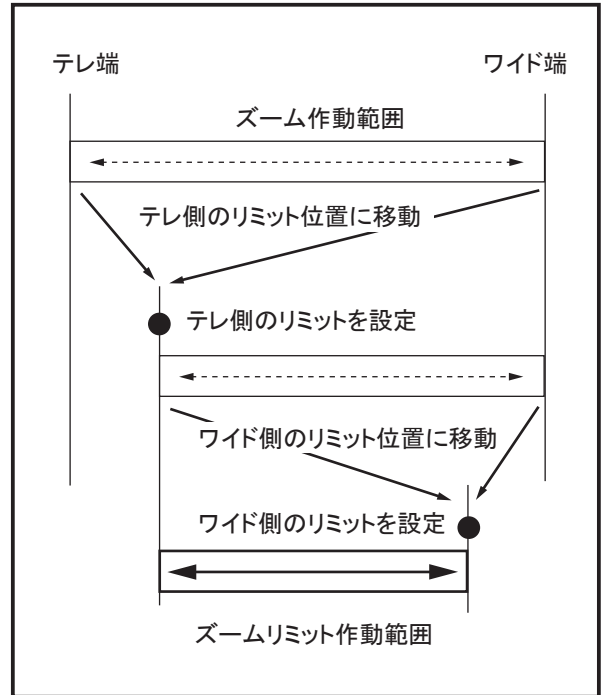 テレ端
ワイド端
ズーム作動範囲
テレ側のリミット位置に移動
テレ側のリミットを設定
ワイド側のリミット位置に移動
ワイド側のリミットを設定
ズームリミット作動範囲